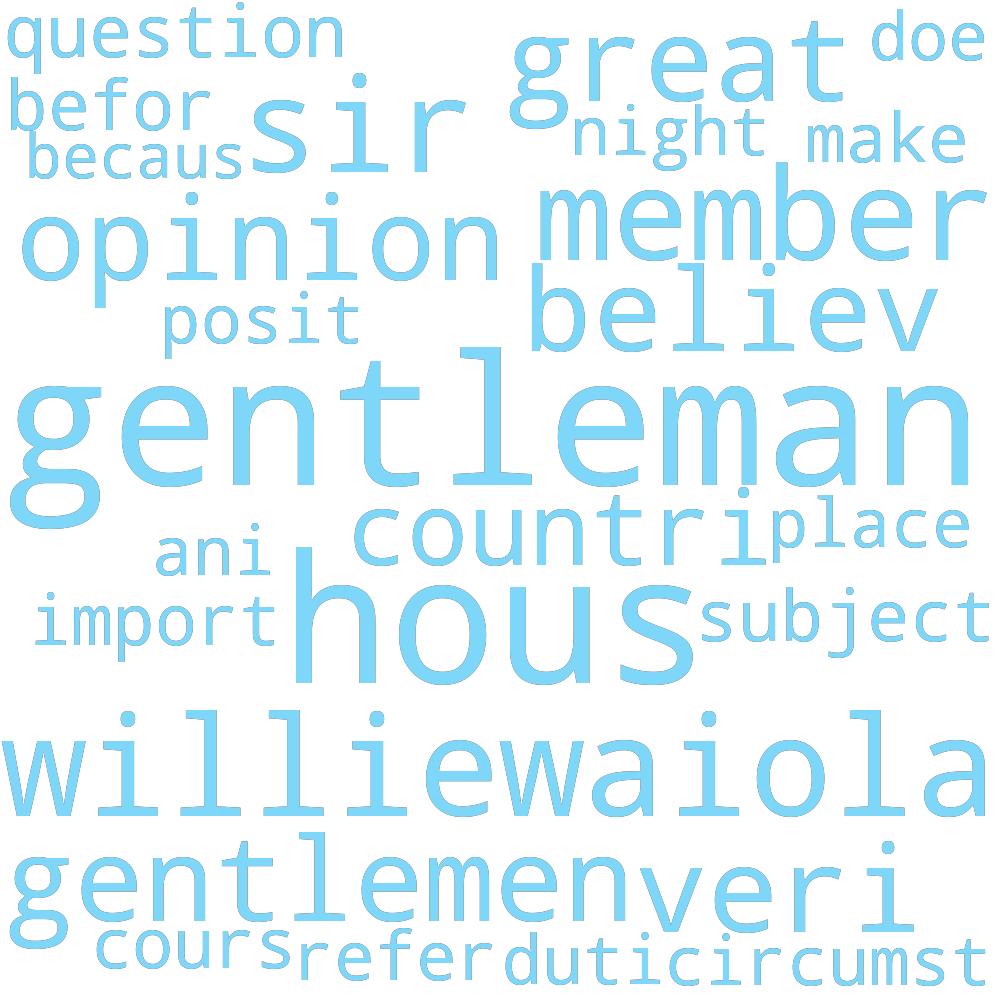 question
great
doe
befor
sir
night
make
becaus
opinion
member
believ
posit
gentleman
countri
place
ani
hous
import
subject
williewaiola
gentlemen
veri
cours
refer
duti
circumst